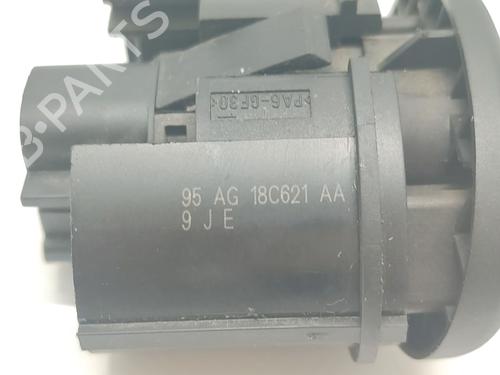 B-PARTS
>PA6-GF30<
95 AG 18C621 AA
9 J E